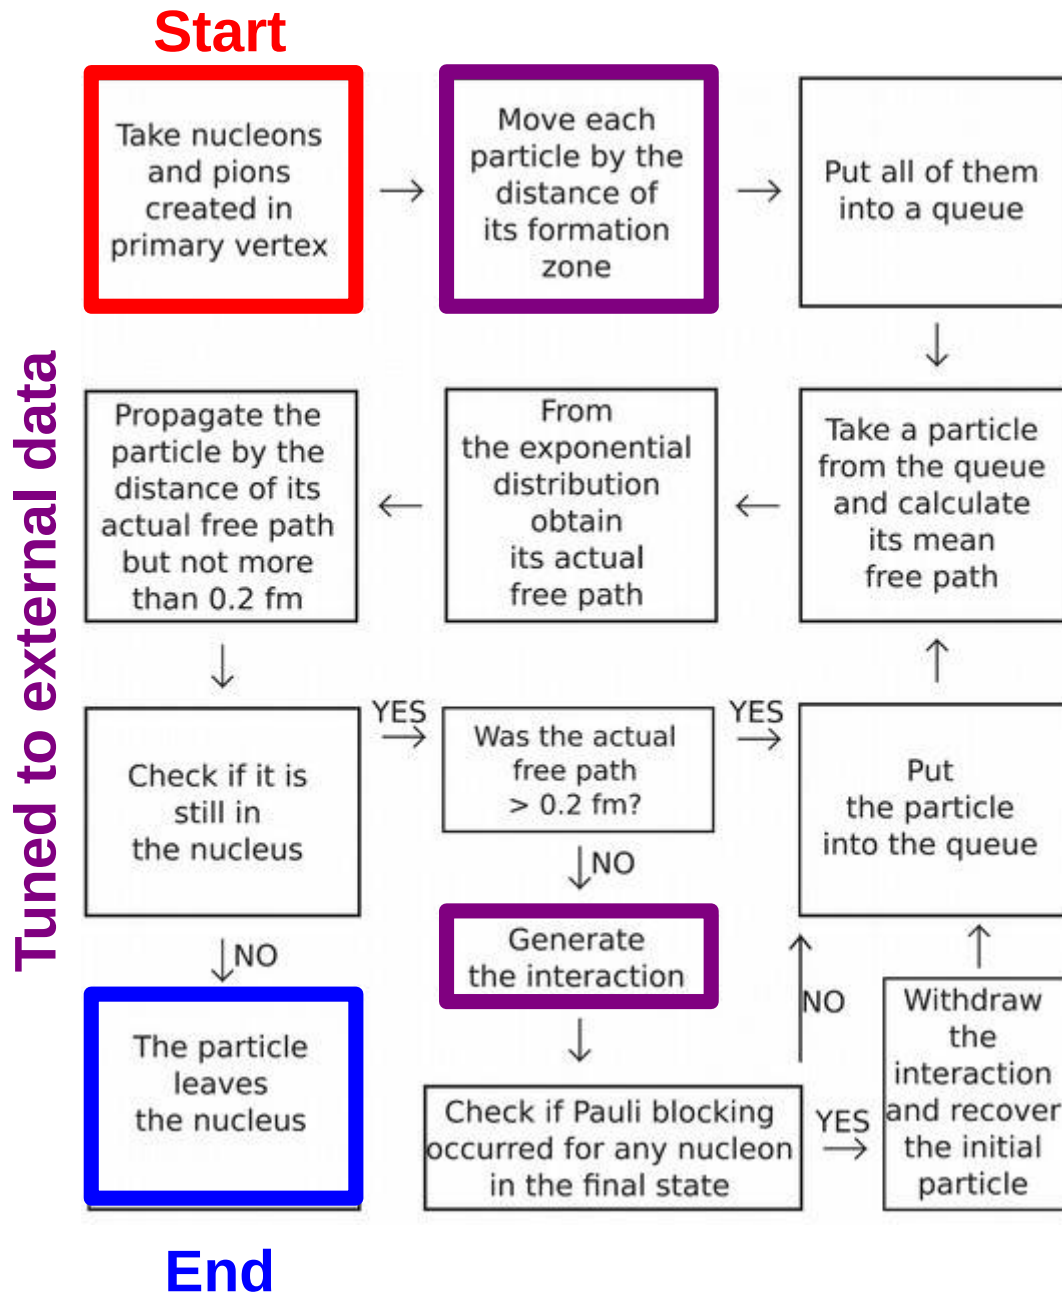 Start
Take nucleons
and pions
created in
primary vertex
Move each
particle by the
distance of
its formation
zone
Put all of them
into a queue
Tuned to external data
Propagate the
particle by the
distance of its
actual free path
but not more
than 0.2 fm
From
the exponential
distribution
obtain
its actual
free path
Take a particle
from the queue
and calculate
its mean
free path
Check if it is
still in
the nucleus
YES
Was the actual
free path
> 0.2 fm?
YES
Put
the particle
into the queue
NO
NO
Generate
the interaction
NO
Withdraw
the
interaction
and recover
the initial
particle
The particle
leaves
the nucleus
Check if Pauli blocking
occurred for any nucleon
in the final state
YES
End